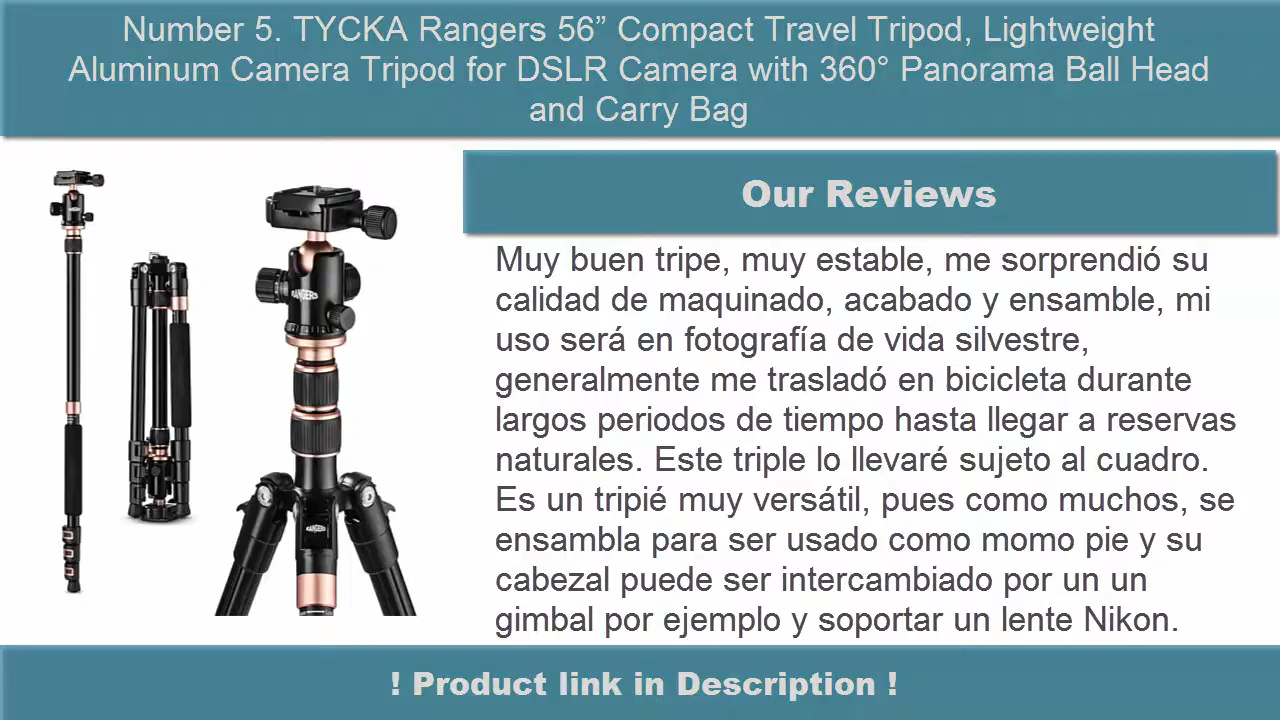 Number 5. TYCKA Rangers 56” Compact Travel Tripod, Lightweight
Aluminum Camera Tripod for DSLR Camera with 360° Panorama Ball Head
and Carry Bag
Our Reviews
Muy buen tripe, muy estable, me sorprendió su
calidad de maquinado, acabado y ensamble, mi
uso será en fotografía de vida silvestre,
generalmente me trasladó en bicicleta durante
largos periodos de tiempo hasta llegar a reservas
naturales. Este triple lo llevaré sujeto al cuadro.
Es un tripié muy versátil, pues como muchos, se
ensambla para ser usado como momo pie y su
cabezal puede ser intercambiado por un un
gimbal por ejemplo y soportar un lente Nikon.
RANGERS
RANGERS
! Product link in Description !